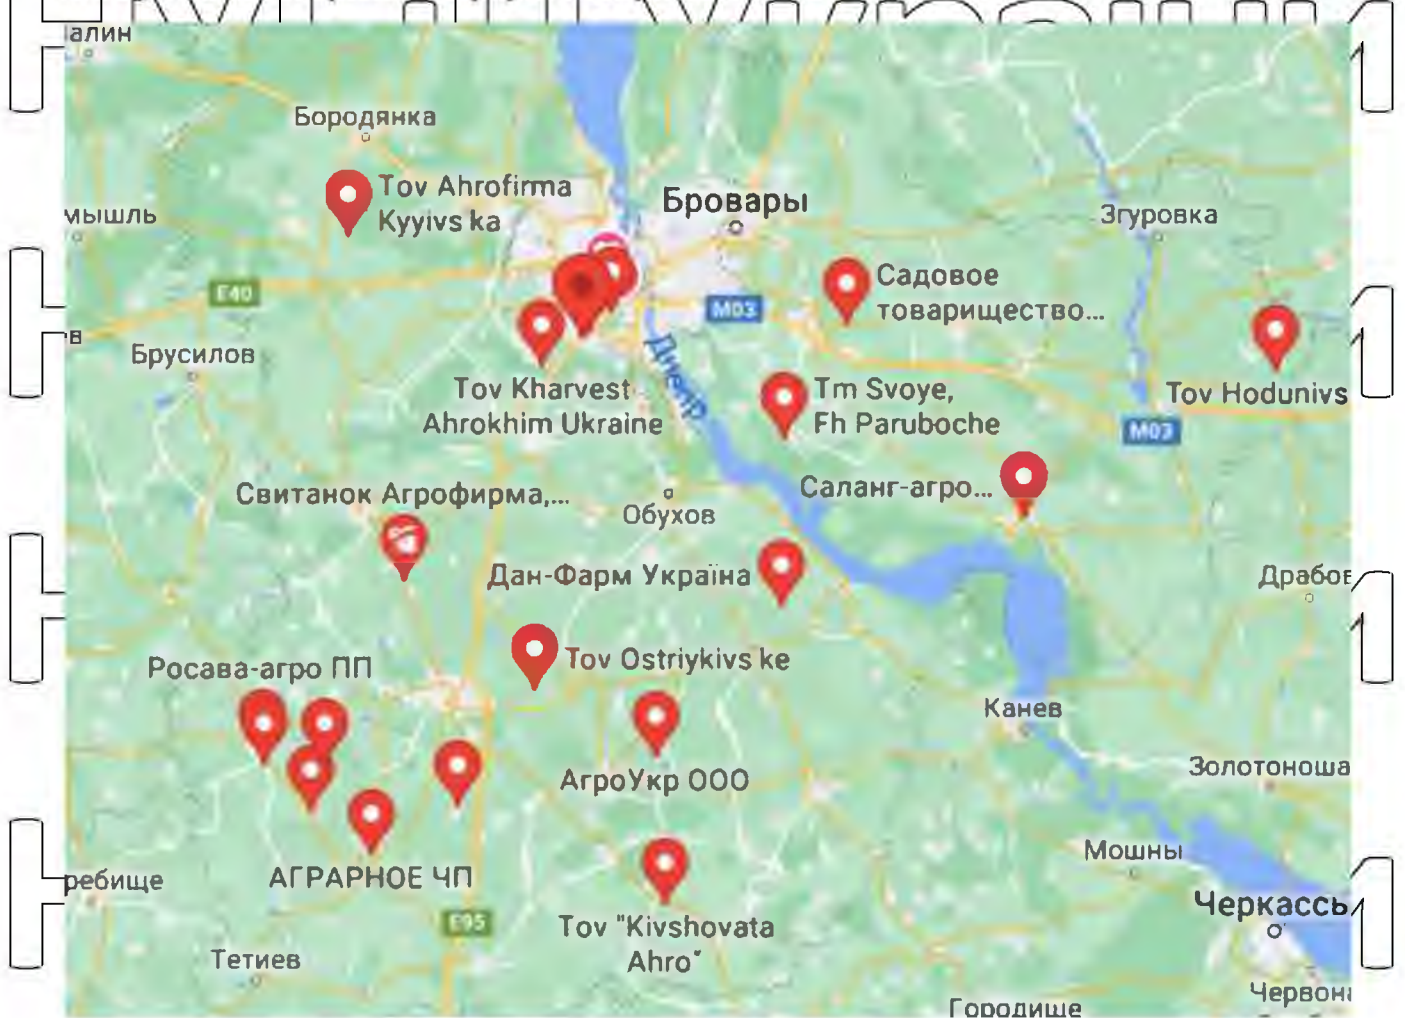 алин
Бородянка
Tov Ahrofirma
Kyyivs ka
Бровары
мышль
Згуровка
E40
Садовое
товарищество...
M03
в
Брусилов
Днепр
Tov Kharvest
Ahrokhim Ukraine
Tm Svoye,
Fh Paruboche
Tov Hodunivs
M03
Свитанок Агрофирма,...
Саланг-агро...
Обухов
Дан-Фарм Україна
Драбов
Росава-агро ПП
Tov Ostriykivs ke
Канев
АгроУкр ООО
Золотоноша
АГРАРНОЕ ЧП
Мошны
ребище
Черкассы
E95
Tov "Kivshovata
Ahro"
Тетиев
Червон
Городище